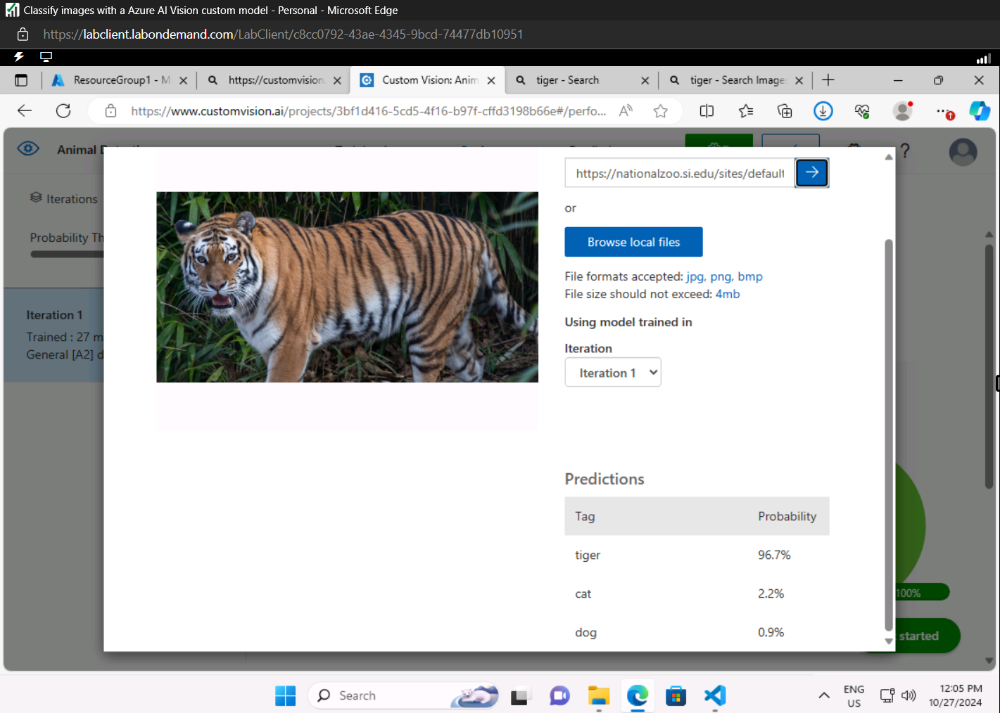 Classify images with a Azure AI Vision custom model - Personal - Microsoft Edge
https://labclient.labondemand.com/LabClient/c8cc0792-43ae-4345-9bcd-74477db10951
ResourceGroup1 - M
https://customvision.
Custom Vision: Anim
tiger - Search
tiger - Search Image
https://www.customvision.ai/projects/3bf1d416-5cd5-4f16-b97f-cffd3198b66e#/perfo...
Animal
?
https://nationalzoo.si.edu/sites/default
or
Browse local files
File formats accepted: jpg, png, bmp
File size should not exceed: 4mb
Using model trained in
Iteration
Iteration 1
Iterations
Probability Th
Iteration 1
Trained : 27 m
General [A2] d
Predictions
Tag Probability
tiger 96.7%
cat 2.2%
dog 0.9%
100%
started
Search
ENG
US
12:05 PM
10/27/2024